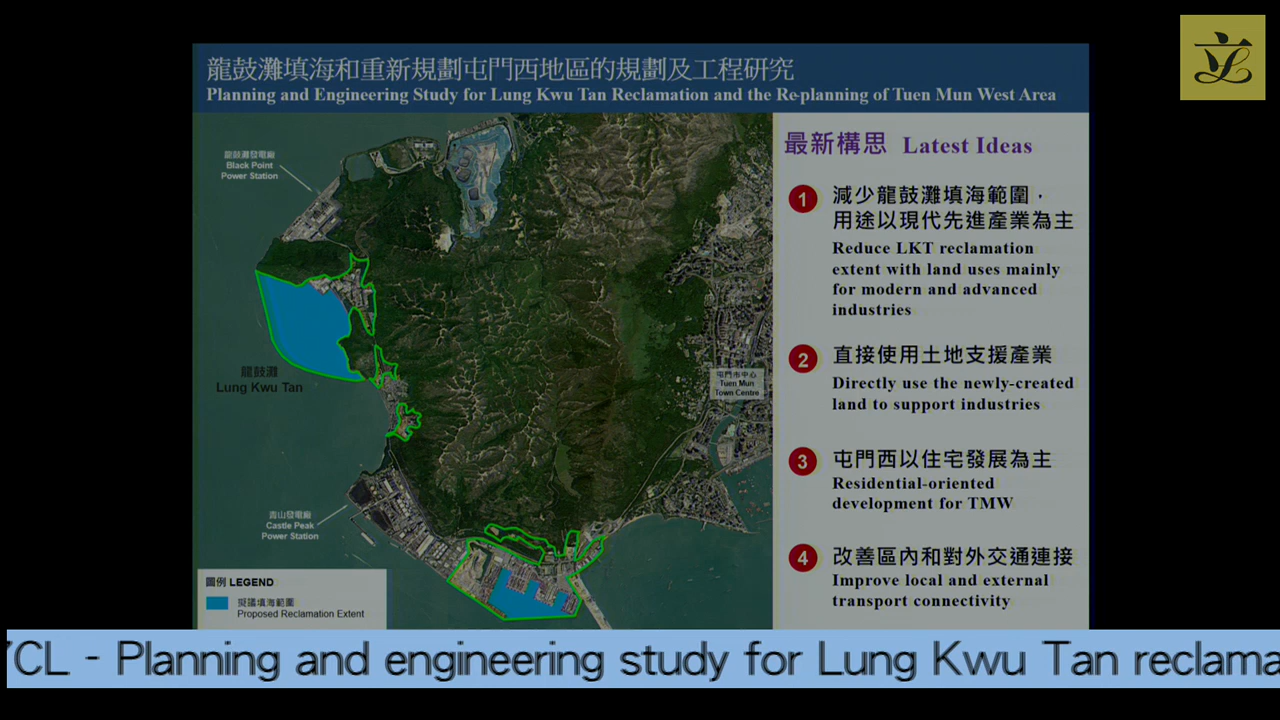 立
龍鼓灘填海和重新規劃屯門西地區的規劃及工程研究
Planning and Engineering Study for Lung Kwu Tan Reclamation and the Re-planning of Tuen Mun West Area
龍鼓灘發電廠
Black Point
Power Station
龍鼓灘
Lung Kwu Tan
屯門市中心
Tuen Mun
Town Centre
青山發電廠
Castle Peak
Power Station
圖例 LEGEND
擬議填海範圍
Proposed Reclamation Extent
最新構思 Latest Ideas
1 減少龍鼓灘填海範圍，
用途以現代先進產業為主
Reduce LKT reclamation
extent with land uses mainly
for modern and advanced
industries
2 直接使用土地支援產業
Directly use the newly-created
land to support industries
3 屯門西以住宅發展為主
Residential-oriented
development for TMW
4 改善區內和對外交通連接
Improve local and external
transport connectivity
YCL - Planning and engineering study for Lung Kwu Tan reclama